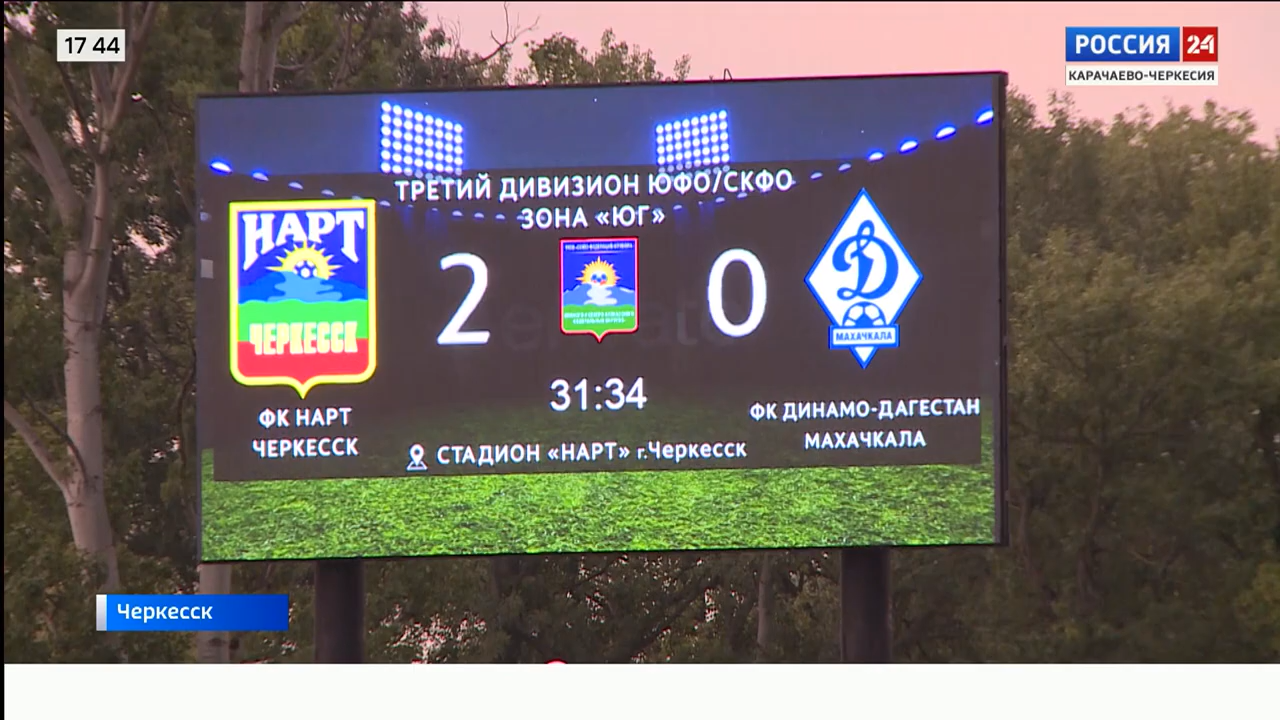 17 44
РОССИЯ 24
КАРАЧАЕВО-ЧЕРКЕСИЯ
ТРЕТИЙ ДИВИЗИОН ЮФО/СКФО
ЗОНА «ЮГ»
НАРТ
ЧЕРКЕССК
2
0
Д
МАХАЧКАЛА
31:34
ФК НАРТ
ЧЕРКЕССК
ФК ДИНАМО-ДАГЕСТАН
МАХАЧКАЛА
СТАДИОН «НАРТ» г.Черкесск
Черкесск